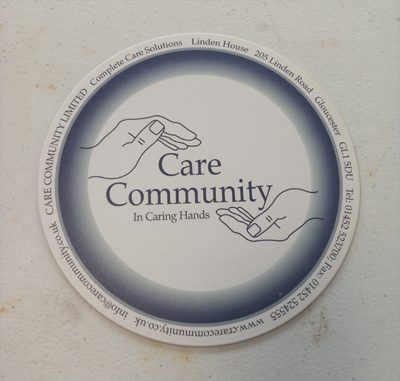 Care
Community
In Caring Hands
CARE COMMUNITY LIMITED Complete Care Solutions Linden House 205 Linden Road Gloucester GL1 5DU Tel: 01452 523700 Fax: 01452 524555 www.crarecommunity.co.uk info@carecommunity.co.uk